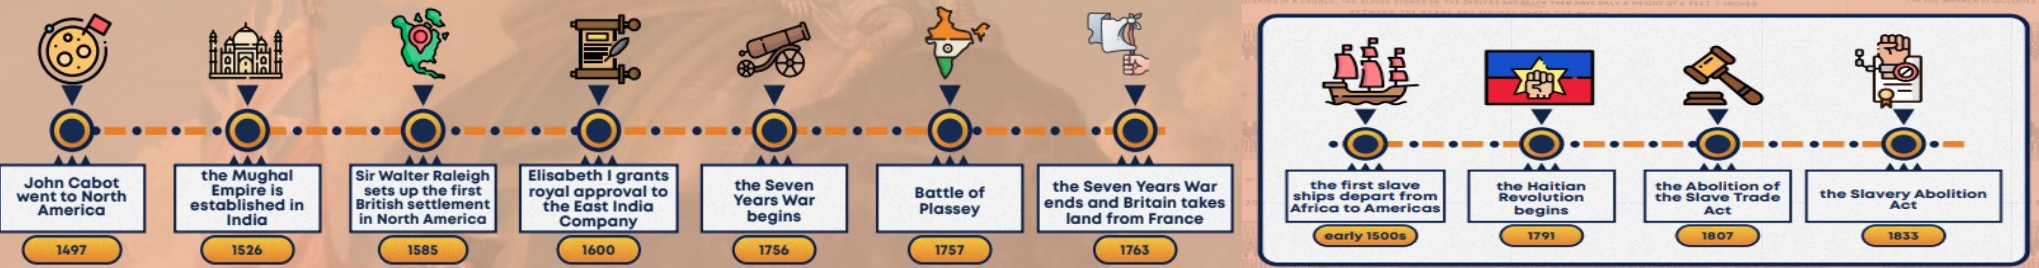 John Cabot
went to North
America
1497
the Mughal
Empire is
established in
India
1526
Sir Walter Raleigh
sets up the first
British settlement
in North America
1585
Elisabeth I grants
royal approval to
the East India
Company
1600
the Seven
Years War
begins
1756
Battle of
Plassey
1757
the Seven Years War
ends and Britain takes
land from France
1763
the first slave
ships depart from
Africa to Americas
early 1500s
the Haitian
Revolution
begins
1791
the Abolition of
the Slave Trade
Act
1807
the Slavery Abolition
Act
1833